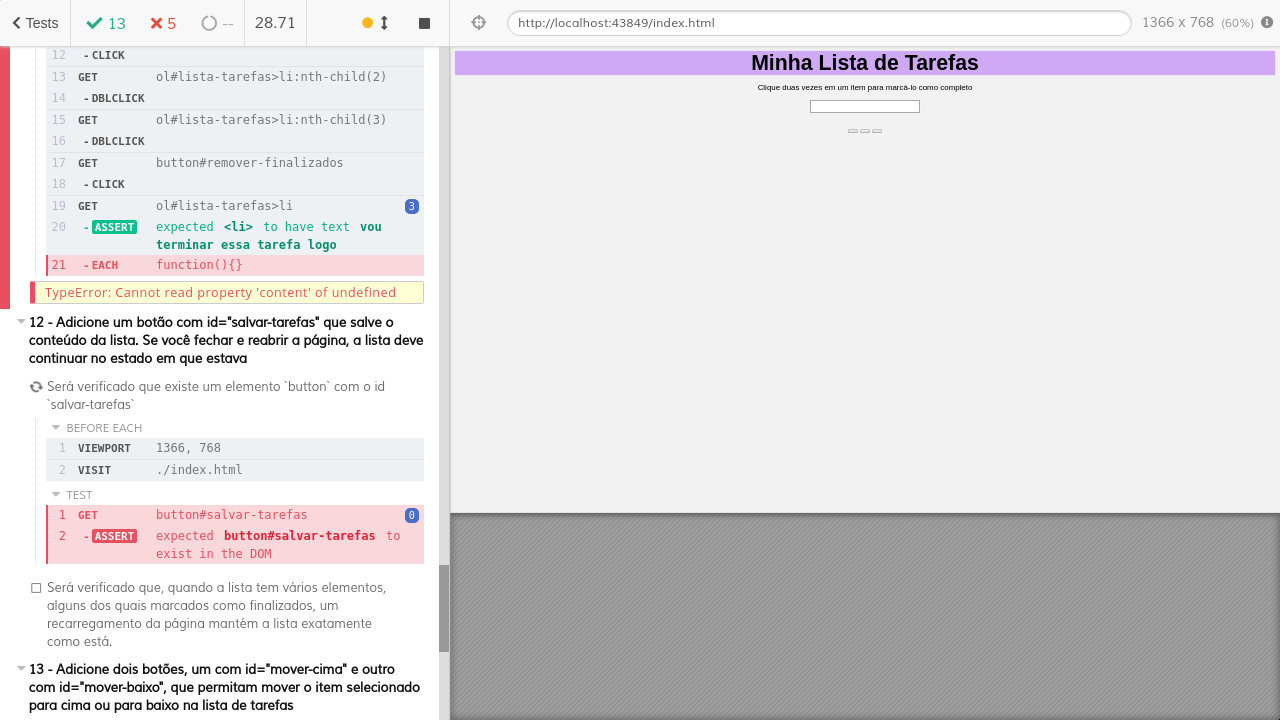 Tests
13
5
--
28.71
http://localhost:43849/index.html
1366 x 768 (60%)
12 - CLICK
13 GET ol#lista-tarefas>li:nth-child(2)
14 - DBLCLICK
15 GET ol#lista-tarefas>li:nth-child(3)
16 - DBLCLICK
17 GET button#remover-finalizados
18 - CLICK
19 GET ol#lista-tarefas>li 3
20 - ASSERT expected <li> to have text vou
terminar essa tarefa logo
21 - EACH function(){}
TypeError: Cannot read property 'content' of undefined
12 - Adicione um botão com id="salvar-tarefas" que salve o
conteúdo da lista. Se você fechar e reabrir a página, a lista deve
continuar no estado em que estava
Será verificado que existe um elemento `button` com o id
`salvar-tarefas`
BEFORE EACH
1 VIEWPORT 1366, 768
2 VISIT ./index.html
TEST
1 GET button#salvar-tarefas 0
2 - ASSERT expected button#salvar-tarefas to
exist in the DOM
Será verificado que, quando a lista tem vários elementos,
alguns dos quais marcados como finalizados, um
recarregamento da página mantém a lista exatamente
como está.
13 - Adicione dois botões, um com id="mover-cima" e outro
com id="mover-baixo", que permitam mover o item selecionado
para cima ou para baixo na lista de tarefas
Minha Lista de Tarefas
Clique duas vezes em um item para marcá-lo como completo